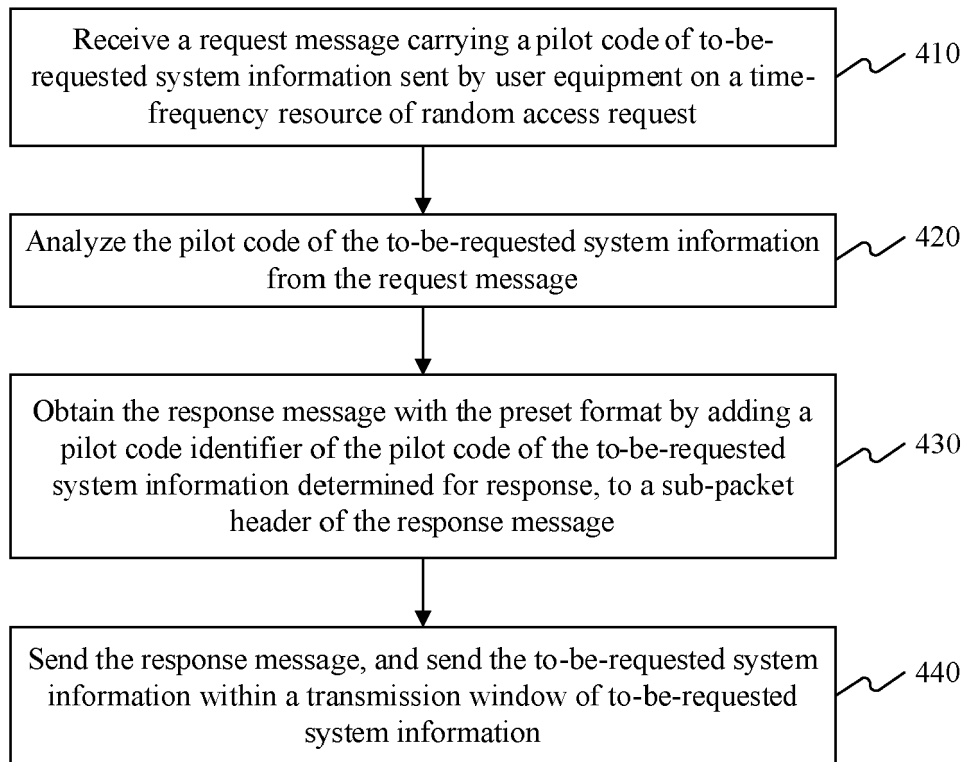 Receive a request message carrying a pilot code of to-be-
requested system information sent by user equipment on a time-
frequency resource of random access request
410
Analyze the pilot code of the to-be-requested system information
from the request message
420
Obtain the response message with the preset format by adding a
pilot code identifier of the pilot code of the to-be-requested
system information determined for response, to a sub-packet
header of the response message
430
Send the response message, and send the to-be-requested system
information within a transmission window of to-be-requested
system information
440